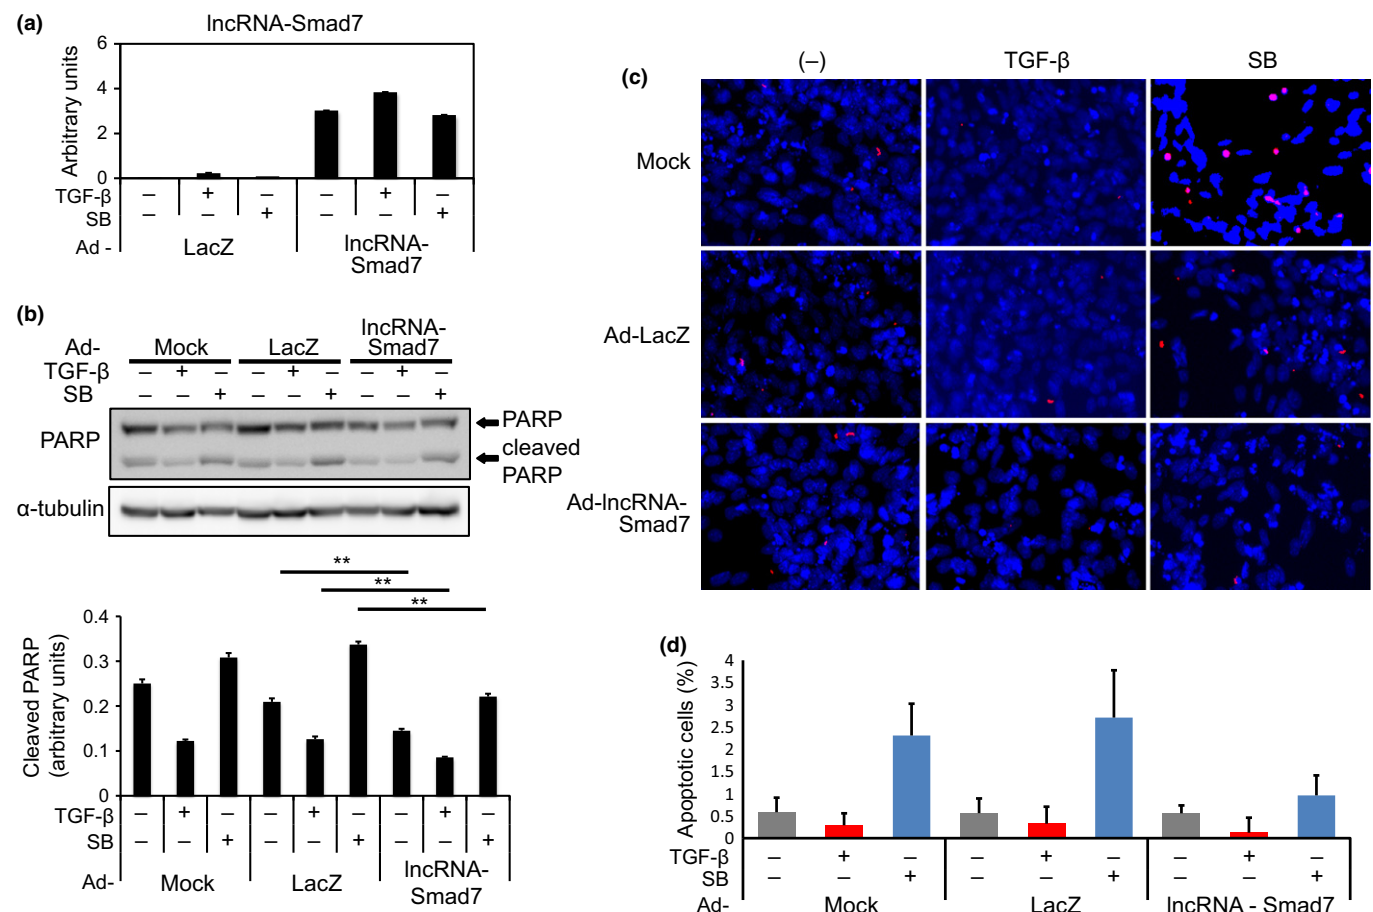 (a)
lncRNA-Smad7
Arbitrary units
6
4
2
0
TGF-β – + – – + –
SB – – + – – +
Ad - LacZ lncRNA-
Smad7
(b)
Ad- Mock LacZ lncRNA-
Smad7
TGF-β – + – – + – – + –
SB – – + – – + – – +
PARP
PARP
cleaved
PARP
α-tubulin
**
**
**
Cleaved PARP
(arbitrary units)
0.4
0.3
0.2
0.1
0
TGF-β – + – – + – – + –
SB – – + – – + – – +
Ad- Mock LacZ lncRNA-
Smad7
(c)
(–) TGF-β SB
Mock
Ad-LacZ
Ad-lncRNA-
Smad7
(d)
Apoptotic cells (%)
4
3.5
3
2.5
2
1.5
1
0.5
0
TGF-β – + – – + – – + –
SB – – + – – + – – +
Ad- Mock LacZ lncRNA - Smad7